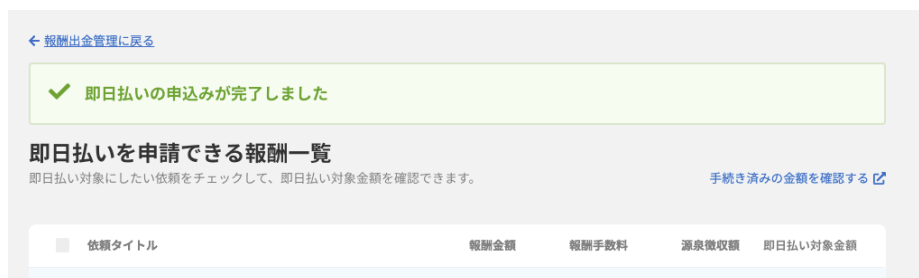 報酬出金管理に戻る
即日払いの申込みが完了しました
即日払いを申請できる報酬一覧
即日払い対象にしたい依頼をチェックして、即日払い対象金額を確認できます。
手続き済みの金額を確認する
依頼タイトル 報酬金額 報酬手数料 源泉徴収額 即日払い対象金額